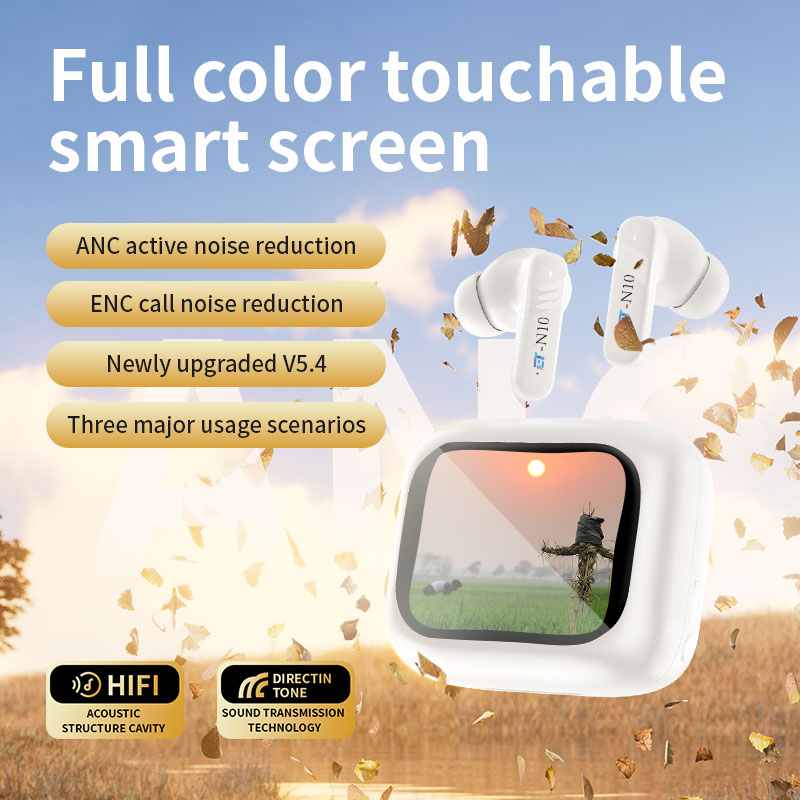 Full color touchable
smart screen
ANC active noise reduction
ENC call noise reduction
Newly upgraded V5.4
Three major usage scenarios
-N10
-N10
HIFI
ACOUSTIC
STRUCTURE CAVITY
DIRECTIN
TONE
SOUND TRANSMISSION
TECHNOLOGY